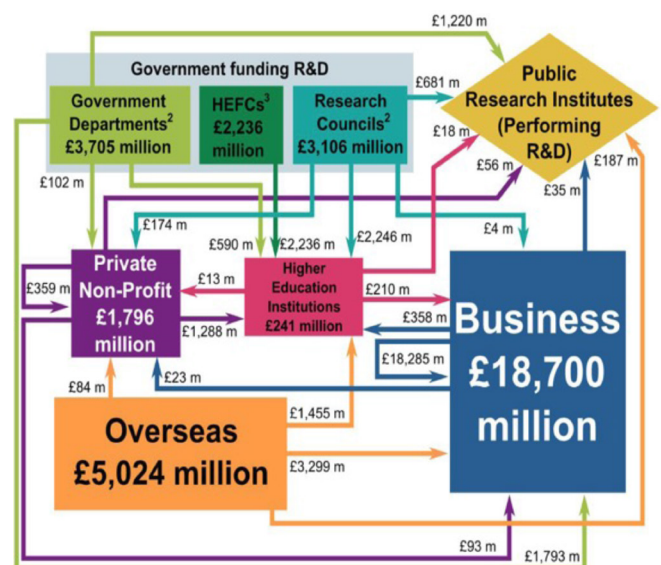 £1,220 m
Government funding R&D
Government
Departments²
£3,705 million
HEFCs³
£2,236
million
Research
Councils²
£3,106 million
£681 m
Public
Research Institutes
(Performing
R&D)
£18 m
£56 m
£187 m
£35 m
£102 m
£174 m
£590 m
£2,236 m
£2,246 m
£4 m
Private
Non-Profit
£1,796
million
£359 m
£13 m
£1,288 m
Higher
Education
Institutions
£241 million
£210 m
£358 m
£18,285 m
Business
£18,700
million
£84 m
£23 m
Overseas
£5,024 million
£1,455 m
£3,299 m
£93 m
£1,793 m